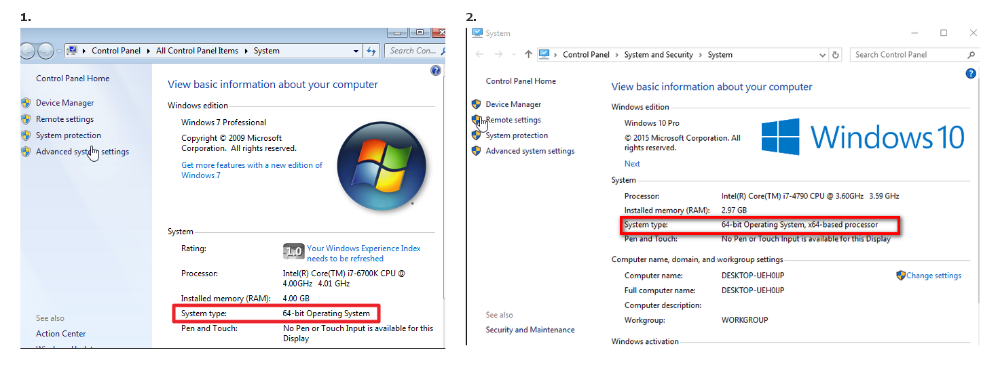 1.
Control Panel
All Control Panel Items
System
Search Con...
Control Panel Home
Device Manager
Remote settings
System protection
Advanced system settings
See also
Action Center
View basic information about your computer
Windows edition
Windows 7 Professional
Copyright © 2009 Microsoft
Corporation. All rights reserved.
Get more features with a new edition of
Windows 7
System
Rating:
1.0
Your Windows Experience Index
needs to be refreshed
Processor:
Intel(R) Core(TM) i7-6700K CPU @
4.00GHz 4.01 GHz
Installed memory (RAM):
4.00 GB
System type:
64-bit Operating System
Pen and Touch:
No Pen or Touch Input is available for this
Display
2.
System
Control Panel
System and Security
System
Search Control Panel
Control Panel Home
Device Manager
Remote settings
System protection
Advanced system settings
See also
Security and Maintenance
View basic information about your computer
Windows edition
Windows 10 Pro
© 2015 Microsoft Corporation. All
rights reserved.
Next
Windows 10
System
Processor:
Intel(R) Core(TM) i7-4790 CPU @ 3.60GHz 3.59 GHz
Installed memory (RAM):
2.97 GB
System type:
64-bit Operating System, x64-based processor
Pen and Touch:
No Pen or Touch Input is available for this Display
Computer name, domain, and workgroup settings
Computer name:
DESKTOP-UEH0IJP
Change settings
Full computer name:
DESKTOP-UEH0IJP
Computer description:
Workgroup:
WORKGROUP
Windows activation